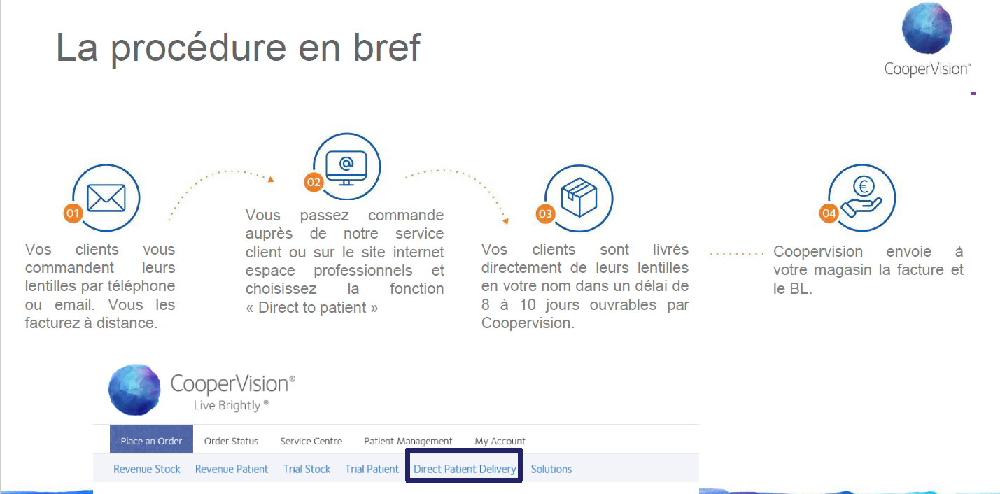 La procédure en bref
CooperVision™
01
Vos clients vous
commandent leurs
lentilles par téléphone
ou email. Vous les
facturez à distance.
02
Vous passez commande
auprès de notre service
client ou sur le site internet
espace professionnels et
choisissez la fonction
« Direct to patient »
03
Vos clients sont livrés
directement de leurs lentilles
en votre nom dans un délai de
8 à 10 jours ouvrables par
Coopervision.
04
Coopervision envoie à
votre magasin la facture et
le BL.
CooperVision®
Live Brightly.®
Place an Order Order Status Service Centre Patient Management My Account
Revenue Stock Revenue Patient Trial Stock Trial Patient Direct Patient Delivery Solutions